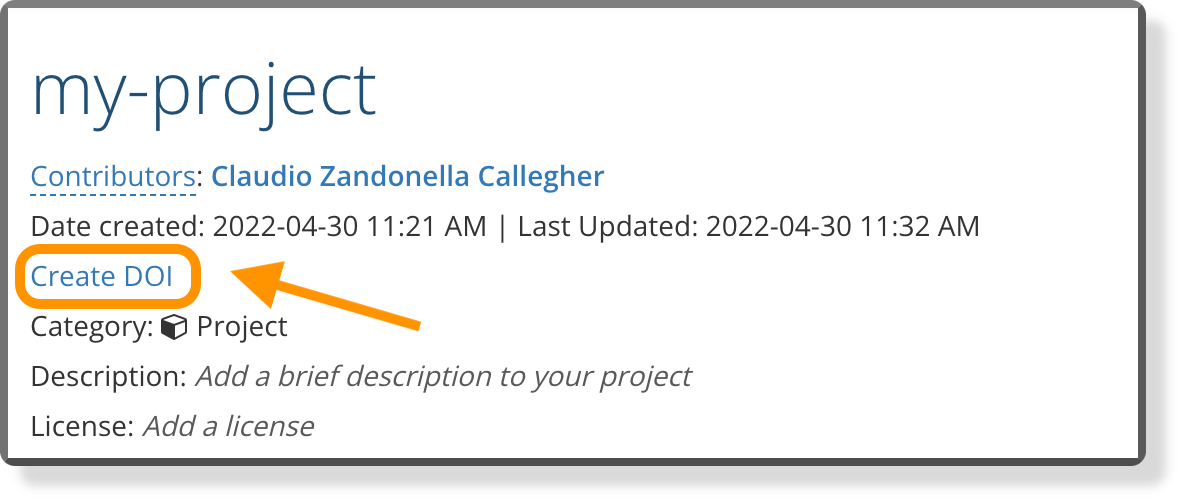 my-project
Contributors: Claudio Zandonella Callegher
Date created: 2022-04-30 11:21 AM | Last Updated: 2022-04-30 11:32 AM
Create DOI
Category: Project
Description: Add a brief description to your project
License: Add a license